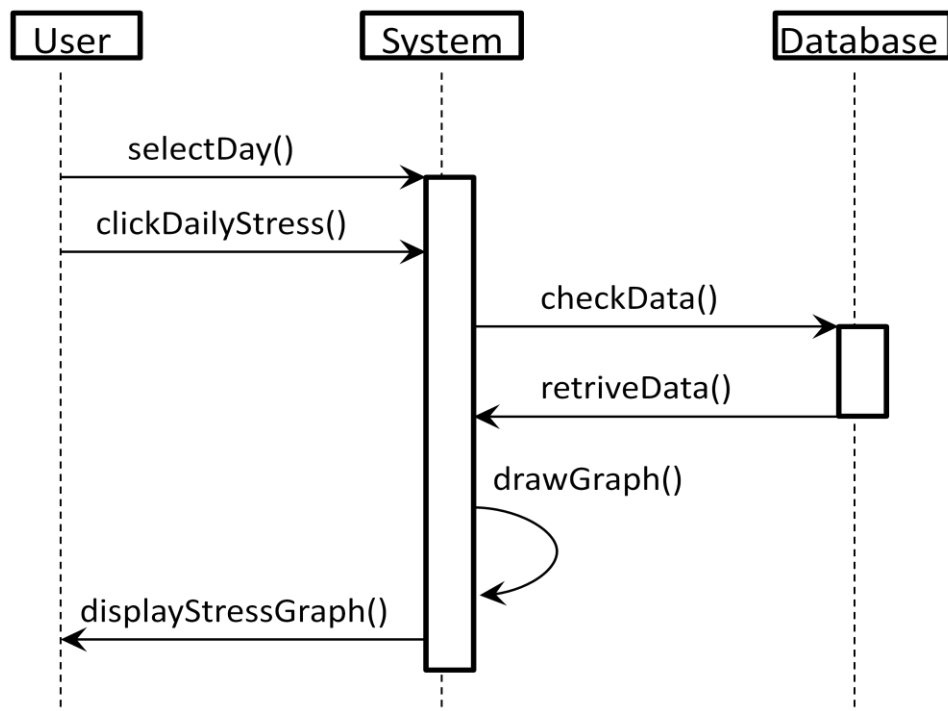 User
System
Database
selectDay()
clickDailyStress()
checkData()
retriveData()
drawGraph()
displayStressGraph()